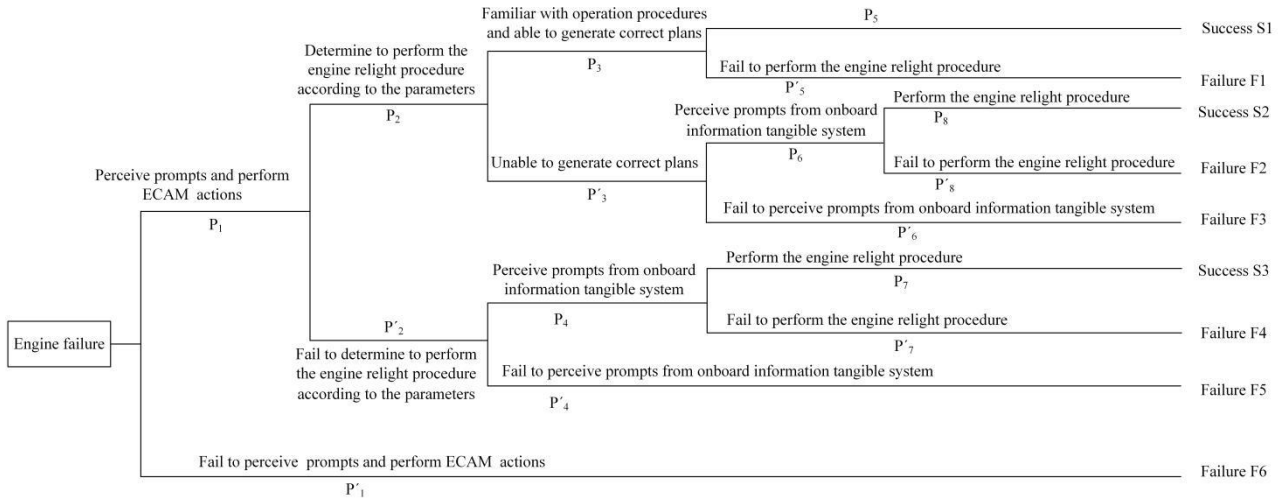 Familiar with operation procedures
and able to generate correct plans
P5
Success S1
Determine to perform the
engine relight procedure
according to the parameters
P3
Fail to perform the engine relight procedure
P´5
Failure F1
P2
Perceive prompts from onboard
information tangible system
Perform the engine relight procedure
P8
Success S2
Unable to generate correct plans
P6
Fail to perform the engine relight procedure
P´8
Failure F2
Perceive prompts and perform
ECAM actions
P´3
P1
Fail to perceive prompts from onboard information tangible system
P´6
Failure F3
Perceive prompts from onboard
information tangible system
Perform the engine relight procedure
P7
Success S3
Engine failure
P´2
P4
Fail to perform the engine relight procedure
P´7
Failure F4
Fail to determine to perform
the engine relight procedure
according to the parameters
Fail to perceive prompts from onboard information tangible system
P´4
Failure F5
Fail to perceive prompts and perform ECAM actions
P´1
Failure F6